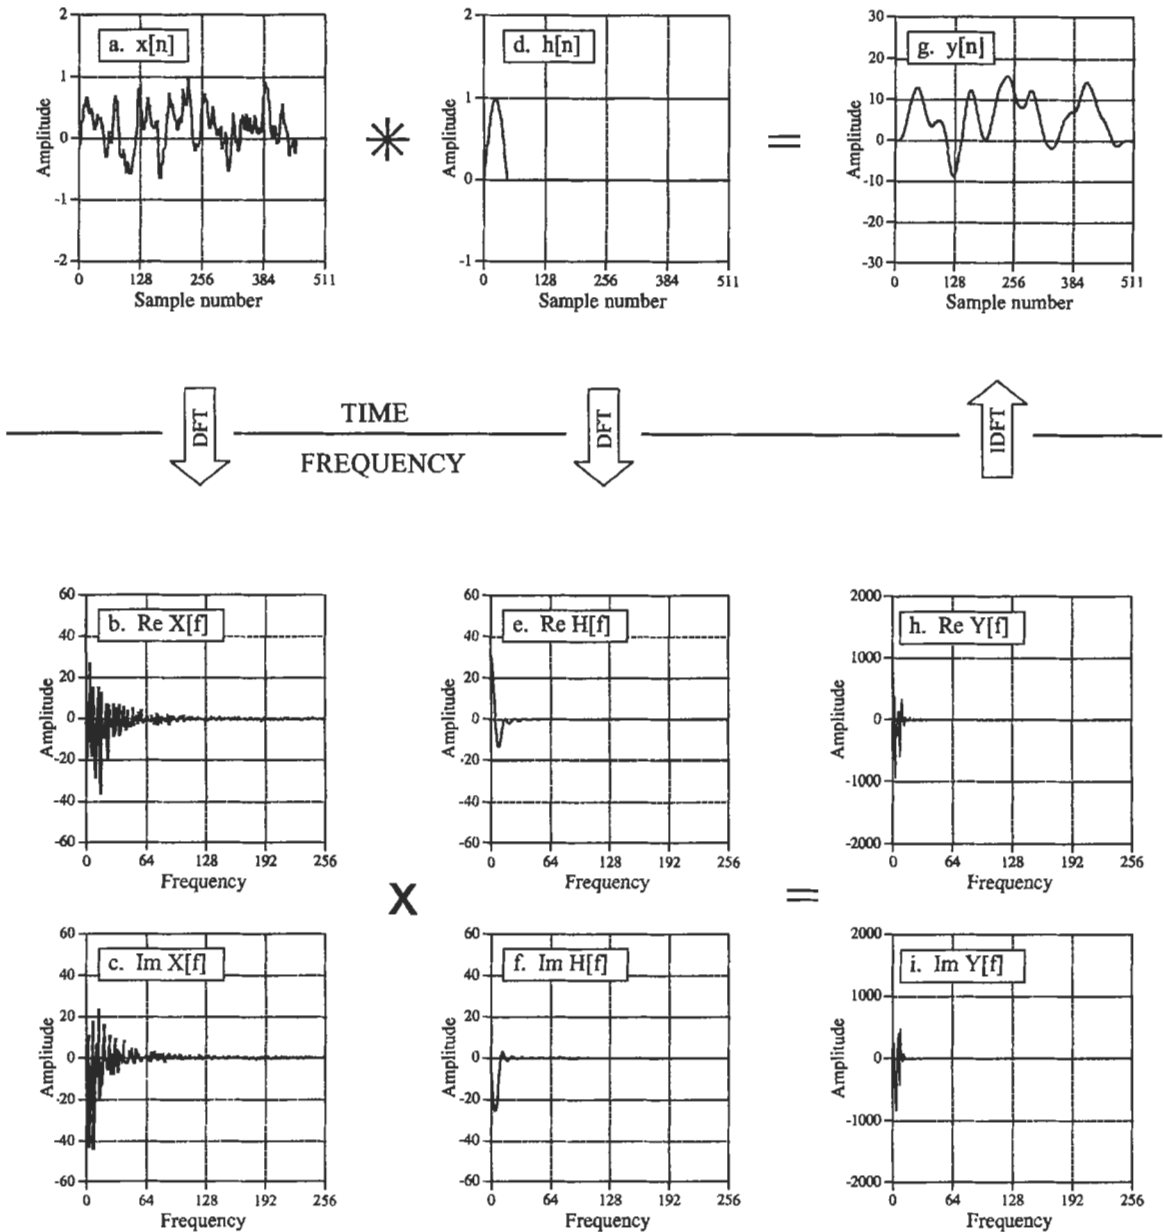 a. x[n]
2
1
0
-1
-2
Amplitude
0 128 256 384 511
Sample number
d. h[n]
2
1
0
-1
Amplitude
0 128 256 384 511
Sample number
=
g. y[n]
30
20
10
0
-10
-20
-30
Amplitude
0 128 256 384 511
Sample number
DFT
TIME
FREQUENCY
DFT
IDFT
b. Re X[f]
60
40
20
0
-20
-40
-60
Amplitude
0 64 128 192 256
Frequency
e. Re H[f]
60
40
20
0
-20
-40
-60
Amplitude
0 64 128 192 256
Frequency
h. Re Y[f]
2000
1000
0
-1000
-2000
Amplitude
0 64 128 192 256
Frequency
X
=
c. Im X[f]
60
40
20
0
-20
-40
-60
Amplitude
0 64 128 192 256
Frequency
f. Im H[f]
60
40
20
0
-20
-40
-60
Amplitude
0 64 128 192 256
Frequency
i. Im Y[f]
2000
1000
0
-1000
-2000
Amplitude
0 64 128 192 256
Frequency